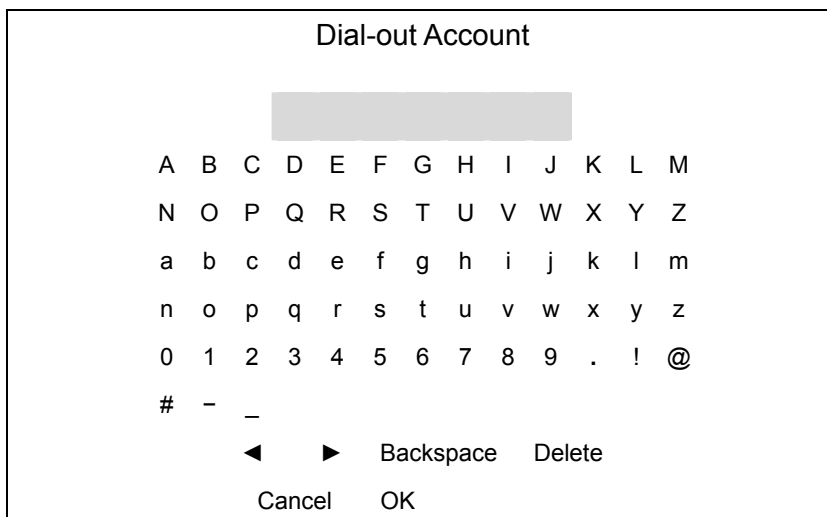 Dial-out Account
A B C D E F G H I J K L M
N O P Q R S T U V W X Y Z
a b c d e f g h i j k l m
n o p q r s t u v w x y z
0 1 2 3 4 5 6 7 8 9 . ! @
# − _
◄ ► Backspace Delete
Cancel OK